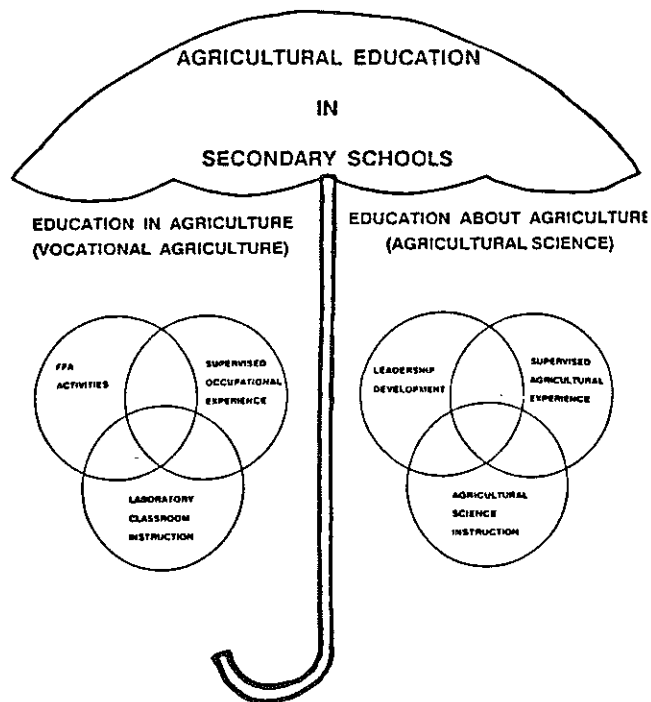 AGRICULTURAL EDUCATION
IN
SECONDARY SCHOOLS
EDUCATION IN AGRICULTURE
(VOCATIONAL AGRICULTURE)
EDUCATION ABOUT AGRICULTURE
(AGRICULTURAL SCIENCE)
FFA
ACTIVITIES
SUPERVISED
OCCUPATIONAL
EXPERIENCE
LABORATORY
CLASSROOM
INSTRUCTION
LEADERSHIP
DEVELOPMENT
SUPERVISED
AGRICULTURAL
EXPERIENCE
AGRICULTURAL
SCIENCE
INSTRUCTION